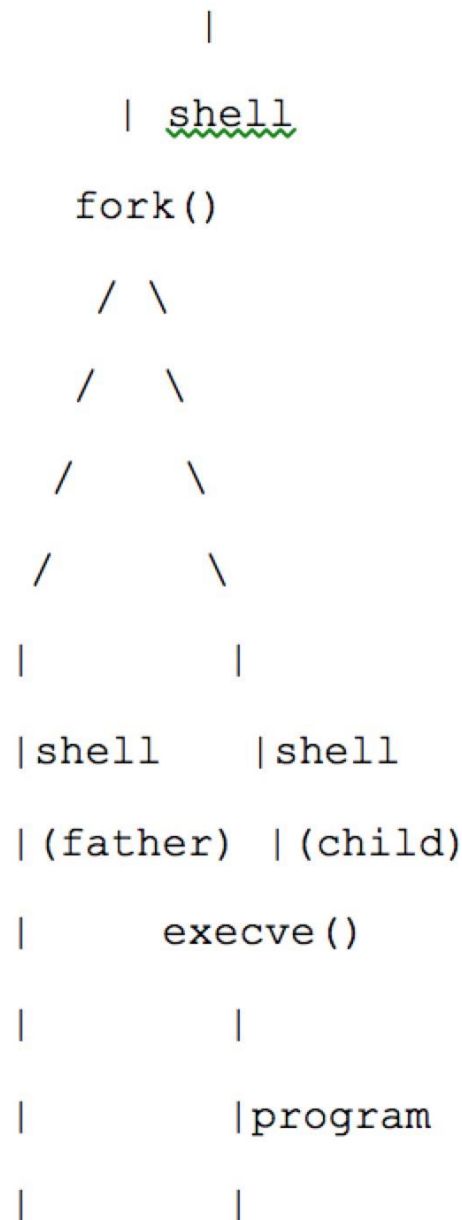 |
     | shell
   fork()
    / \
   /   \
  /     \
 /       \
|         |
|shell    |shell
|(father) |(child)
|      execve()
|         |
|         |program
|         |